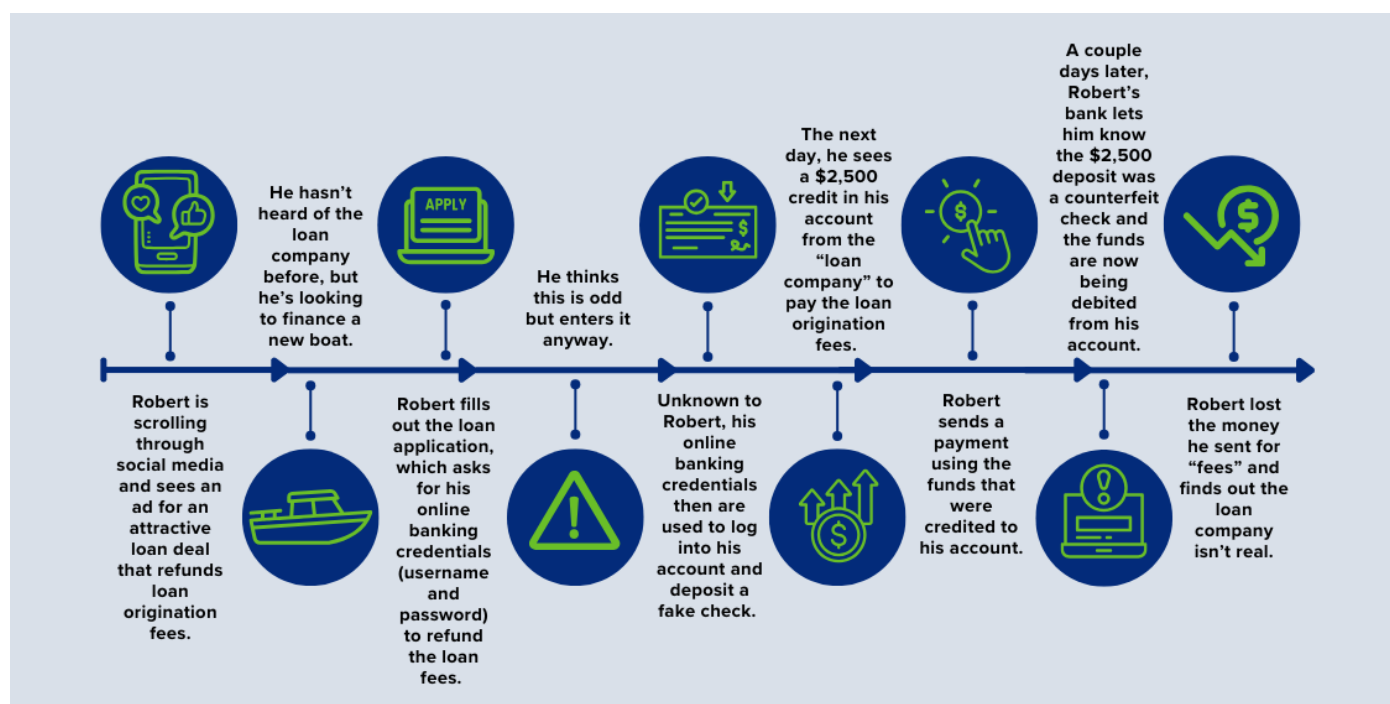 Robert is
scrolling
through
social media
and sees an
ad for an
attractive
loan deal
that refunds
loan
origination
fees.
He hasn’t
heard of the
loan
company
before, but
he’s looking
to finance a
new boat.
APPLY
Robert fills
out the loan
application,
which asks
for his
online
banking
credentials
(username
and
password)
to refund
the loan
fees.
He thinks
this is odd
but enters it
anyway.
$
Unknown to
Robert, his
online
banking
credentials
then are
used to log
into his
account and
deposit a
fake check.
The next
day, he sees
a $2,500
credit in his
account
from the
“loan
company” to
pay the loan
origination
fees.
$
$
Robert
sends a
payment
using the
funds that
were
credited to
his account.
A couple
days later,
Robert’s
bank lets
him know
the $2,500
deposit was
a counterfeit
check and
the funds
are now
being
debited
from his
account.
!
$
Robert lost
the money
he sent for
“fees” and
finds out the
loan
company
isn’t real.